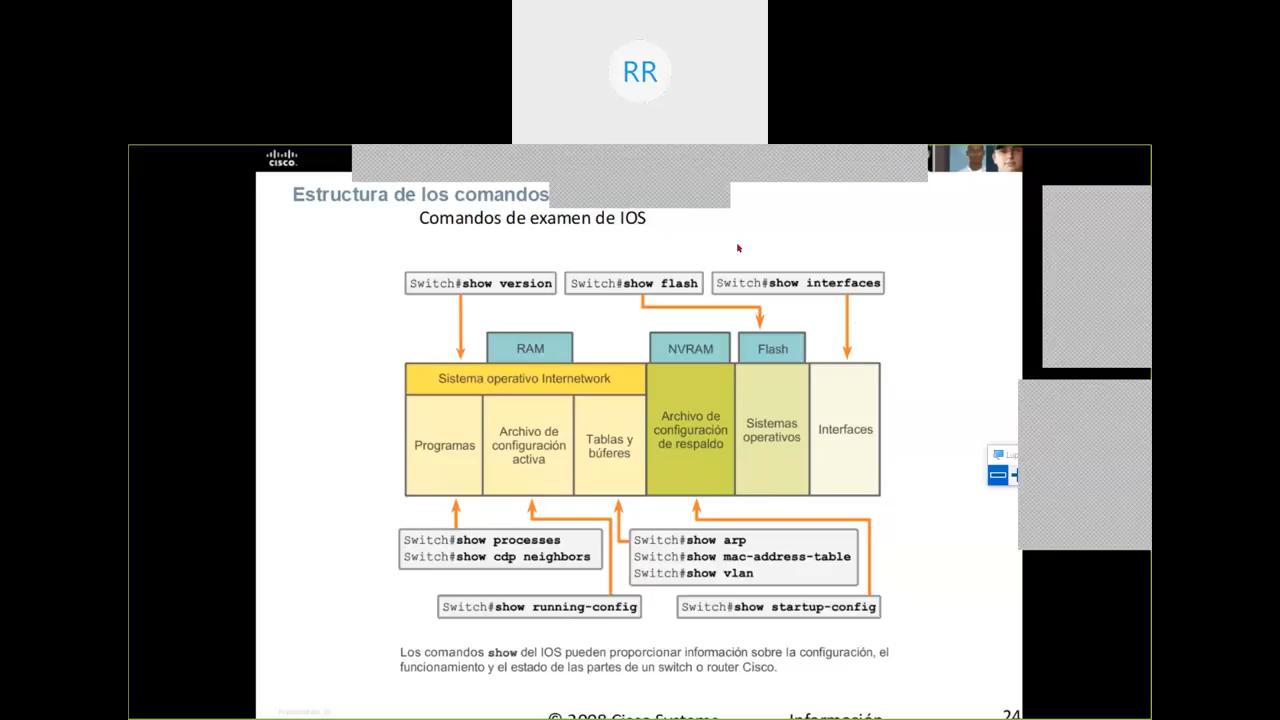 RR
CISCO
Estructura de los comandos
Comandos de examen de IOS
Switch#show version
Switch#show flash
Switch#show interfaces
RAM
NVRAM
Flash
Sistema operativo Internetwork
Programas
Archivo de
configuración
activa
Tablas y
búferes
Archivo de
configuración
de respaldo
Sistemas
operativos
Interfaces
Switch#show processes
Switch#show cdp neighbors
Switch#show arp
Switch#show mac-address-table
Switch#show vlan
Switch#show running-config
Switch#show startup-config
Los comandos show del IOS pueden proporcionar información sobre la configuración, el
funcionamiento y el estado de las partes de un switch o router Cisco.
© 2008 Cisco Systems
Información
24